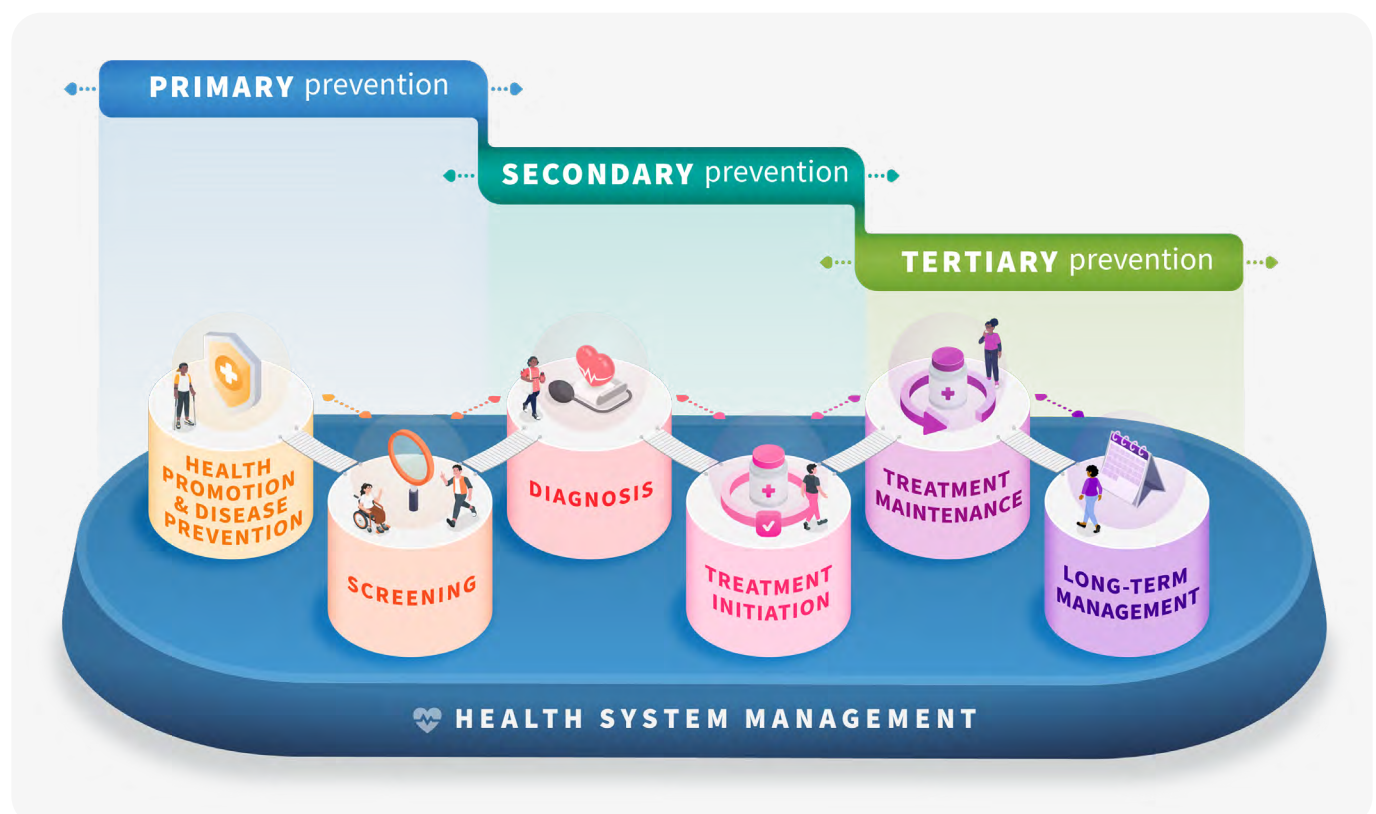 PRIMARY prevention
SECONDARY prevention
TERTIARY prevention
HEALTH
PROMOTION
& DISEASE
PREVENTION
SCREENING
DIAGNOSIS
TREATMENT
INITIATION
TREATMENT
MAINTENANCE
LONG-TERM
MANAGEMENT
HEALTH SYSTEM MANAGEMENT